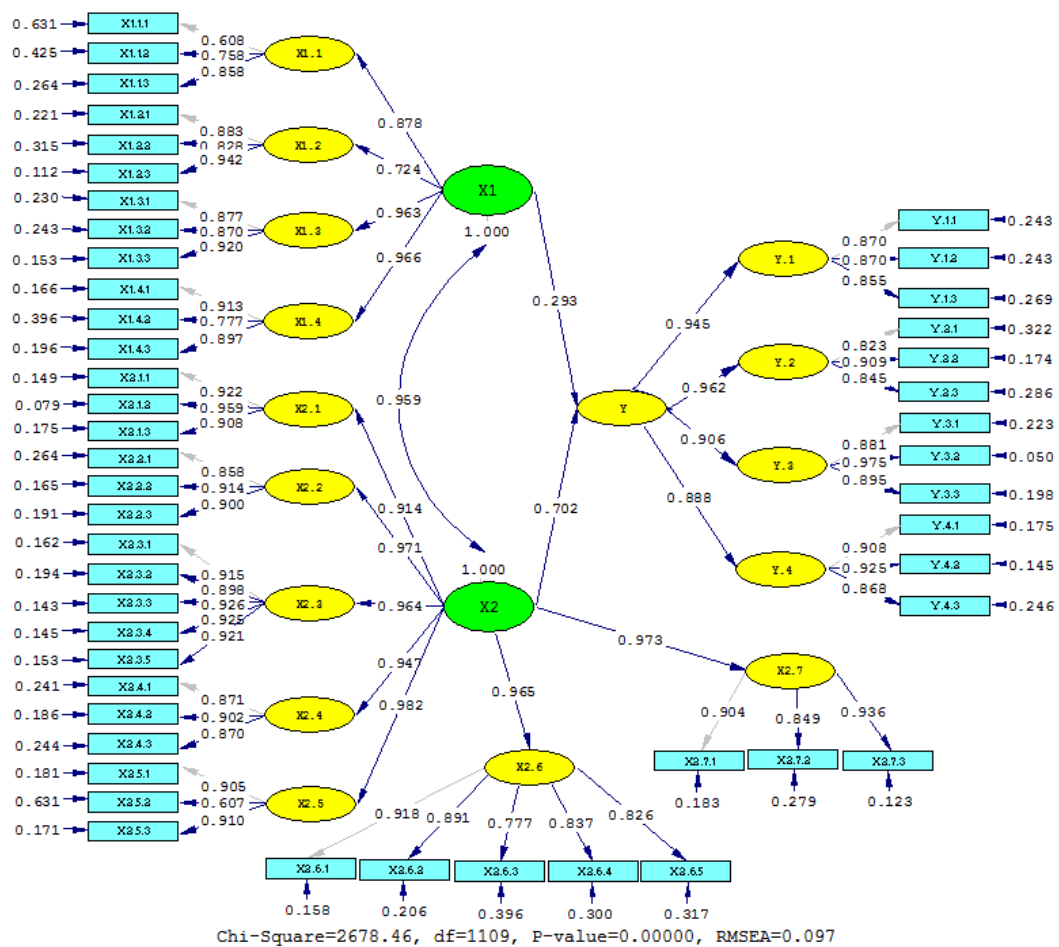 0.631 X1.1.1 0.608
0.425 X1.1.2 0.758 X1.1
0.264 X1.1.3 0.858
0.221 X1.2.1 0.883
0.315 X1.2.2 0.828 X1.2
0.112 X1.2.3 0.942
0.230 X1.3.1 0.877
0.243 X1.3.2 0.870 X1.3
0.153 X1.3.3 0.920
0.166 X1.4.1 0.913
0.396 X1.4.2 0.777 X1.4
0.196 X1.4.3 0.897
0.149 X2.1.1 0.922
0.079 X2.1.2 0.959 X2.1
0.175 X2.1.3 0.908
0.264 X2.2.1 0.858
0.165 X2.2.2 0.914 X2.2
0.191 X2.2.3 0.900
0.162 X2.3.1 0.915
0.194 X2.3.2 0.898
0.143 X2.3.3 0.926 X2.3
0.145 X2.3.4 0.925
0.153 X2.3.5 0.921
0.241 X2.4.1 0.871
0.186 X2.4.2 0.902 X2.4
0.244 X2.4.3 0.870
0.181 X2.5.1 0.905
0.631 X2.5.2 0.607 X2.5
0.171 X2.5.3 0.910
0.878
0.724
0.963
0.966
X1
1.000
0.959
0.293
0.914
0.971
0.964
0.947
0.982
1.000
X2
0.702
0.965
0.973
Y
0.945
0.962
0.906
0.888
Y.1 0.870 Y.1.1 0.243
0.870 Y.1.2 0.243
0.855 Y.1.3 0.269
Y.2 0.823 Y.2.1 0.322
0.909 Y.2.2 0.174
0.845 Y.2.3 0.286
Y.3 0.881 Y.3.1 0.223
0.975 Y.3.2 0.050
0.895 Y.3.3 0.198
Y.4 0.908 Y.4.1 0.175
0.925 Y.4.2 0.145
0.868 Y.4.3 0.246
X2.7
0.904 0.849 0.936
X2.7.1 X2.7.2 X2.7.3
0.183 0.279 0.123
X2.6
0.918 0.891 0.777 0.837 0.826
X2.6.1 X2.6.2 X2.6.3 X2.6.4 X2.6.5
0.158 0.206 0.396 0.300 0.317
Chi-Square=2678.46, df=1109, P-value=0.00000, RMSEA=0.097